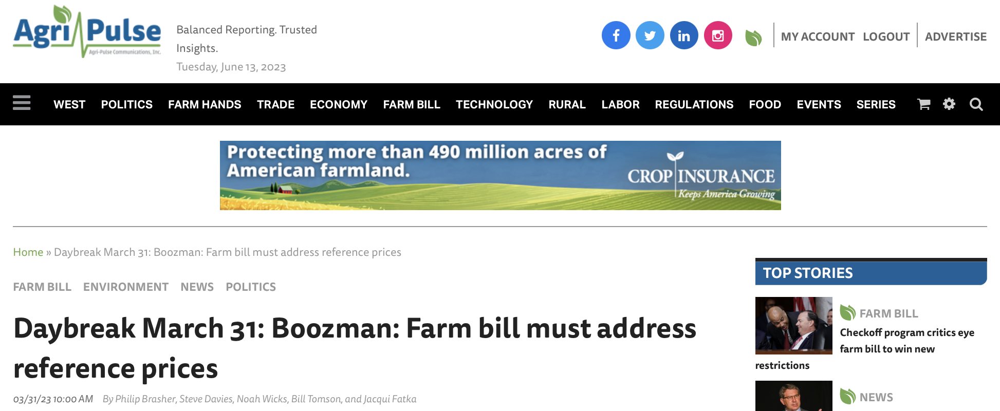 Agri Pulse
Agri-Pulse Communications, Inc.
Balanced Reporting. Trusted
Insights.
Tuesday, June 13, 2023
MY ACCOUNT LOGOUT ADVERTISE
WEST POLITICS FARM HANDS TRADE ECONOMY FARM BILL TECHNOLOGY RURAL LABOR REGULATIONS FOOD EVENTS SERIES
Protecting more than 490 million acres of
American farmland.
CROP INSURANCE
Keeps America Growing
Home » Daybreak March 31: Boozman: Farm bill must address reference prices
FARM BILL ENVIRONMENT NEWS POLITICS
Daybreak March 31: Boozman: Farm bill must address
reference prices
03/31/23 10:00 AM By Philip Brasher, Steve Davies, Noah Wicks, Bill Tomson, and Jacqui Fatka
TOP STORIES
FARM BILL
Checkoff program critics eye
farm bill to win new
restrictions
NEWS